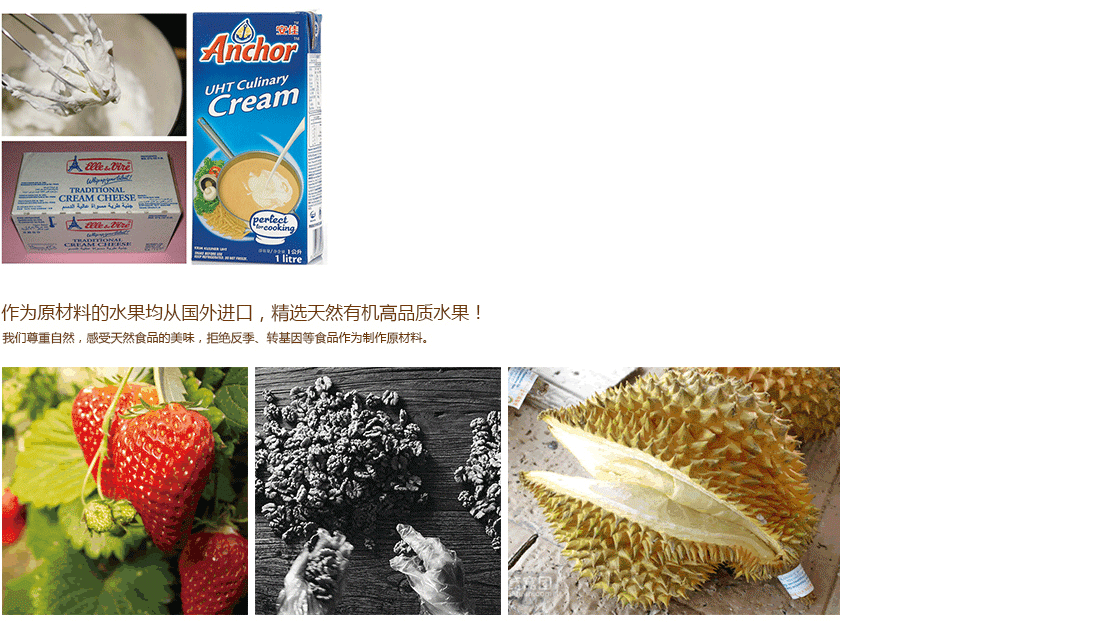 安佳
Anchor
UHT Culinary
Cream
perfect
for cooking
1公升
1 litre
Elle & Vire
TRADITIONAL
CREAM CHEESE
Elle & Vire
TRADITIONAL
CREAM CHEESE
作为原材料的水果均从国外进口，精选天然有机高品质水果！
我们尊重自然，感受天然食品的美味，拒绝反季、转基因等食品作为制作原材料。